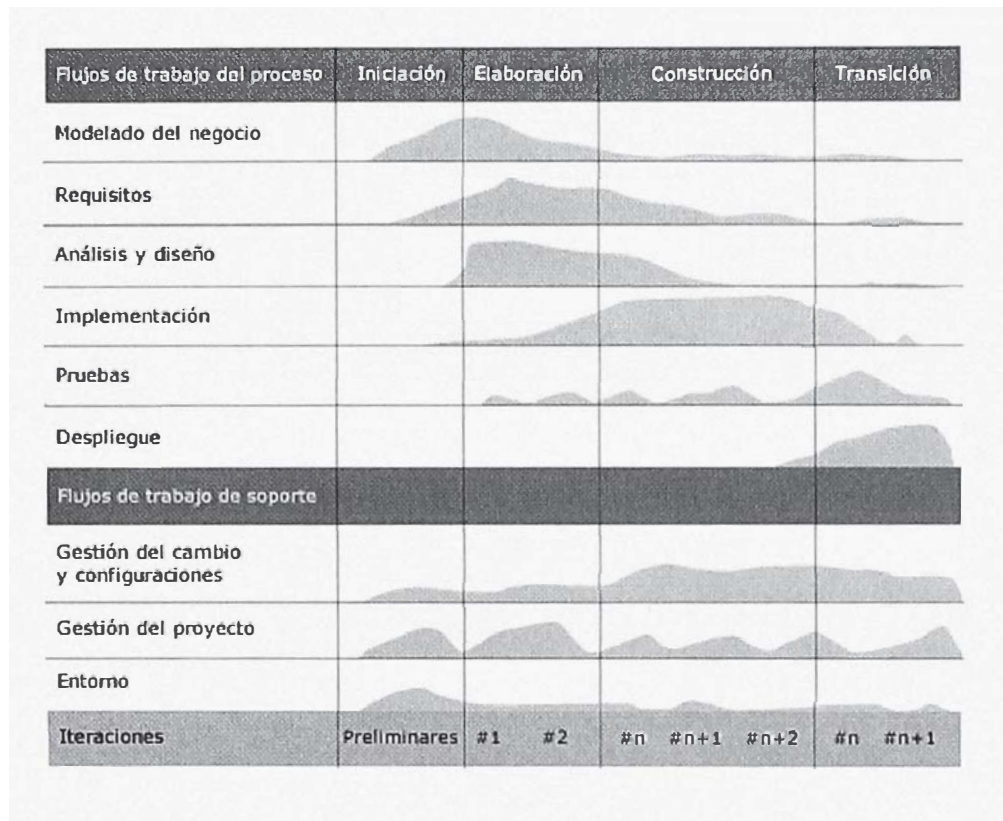 Flujos de trabajo del proceso Iniciación Elaboración Construcción Transición
Modelado del negocio
Requisitos
Análisis y diseño
Implementación
Pruebas
Despliegue
Flujos de trabajo de soporte
Gestión del cambio
y configuraciones
Gestión del proyecto
Entorno
Iteraciones Preliminares #1 #2 #n #n+1 #n+2 #n #n+1